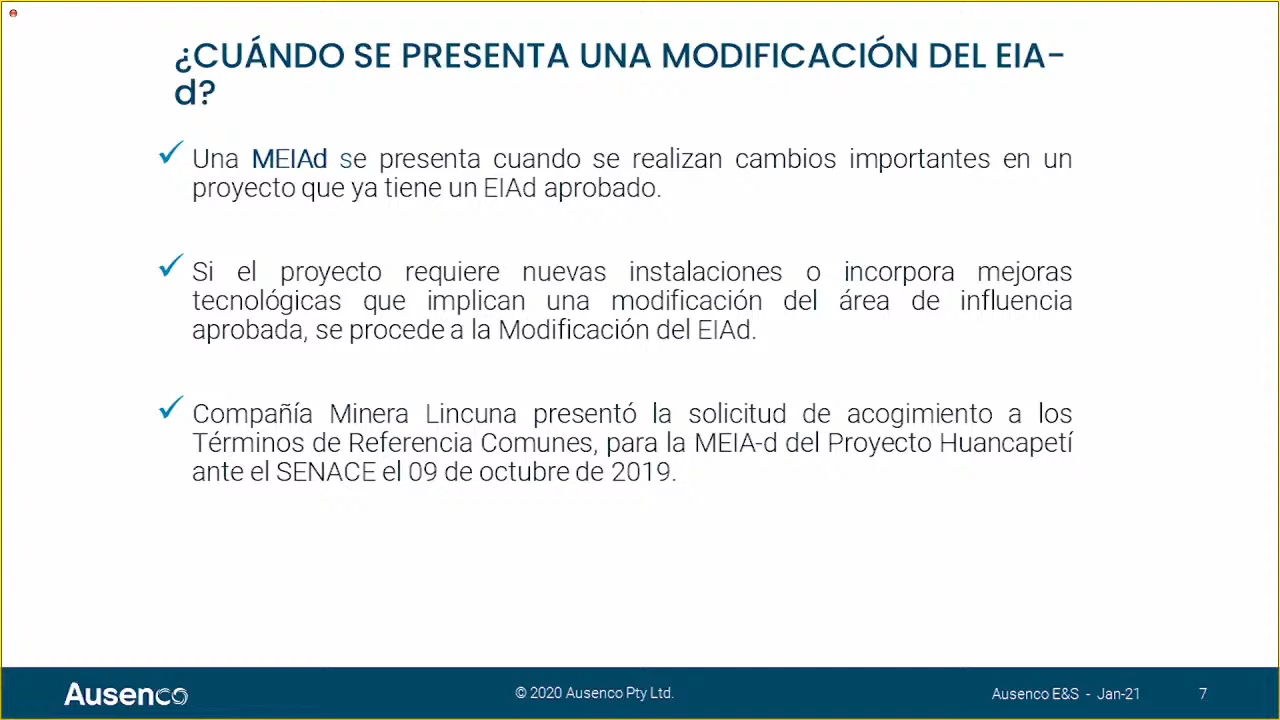 ¿CUÁNDO SE PRESENTA UNA MODIFICACIÓN DEL EIA-
d?
Una MEIAd se presenta cuando se realizan cambios importantes en un
proyecto que ya tiene un EIAd aprobado.
Si el proyecto requiere nuevas instalaciones o incorpora mejoras
tecnológicas que implican una modificación del área de influencia
aprobada, se procede a la Modificación del EIAd.
Compañía Minera Lincuna presentó la solicitud de acogimiento a los
Términos de Referencia Comunes, para la MEIA-d del Proyecto Huancapetí
ante el SENACE el 09 de octubre de 2019.
Ausenco
© 2020 Ausenco Pty Ltd.
Ausenco E&S - Jan-21
7